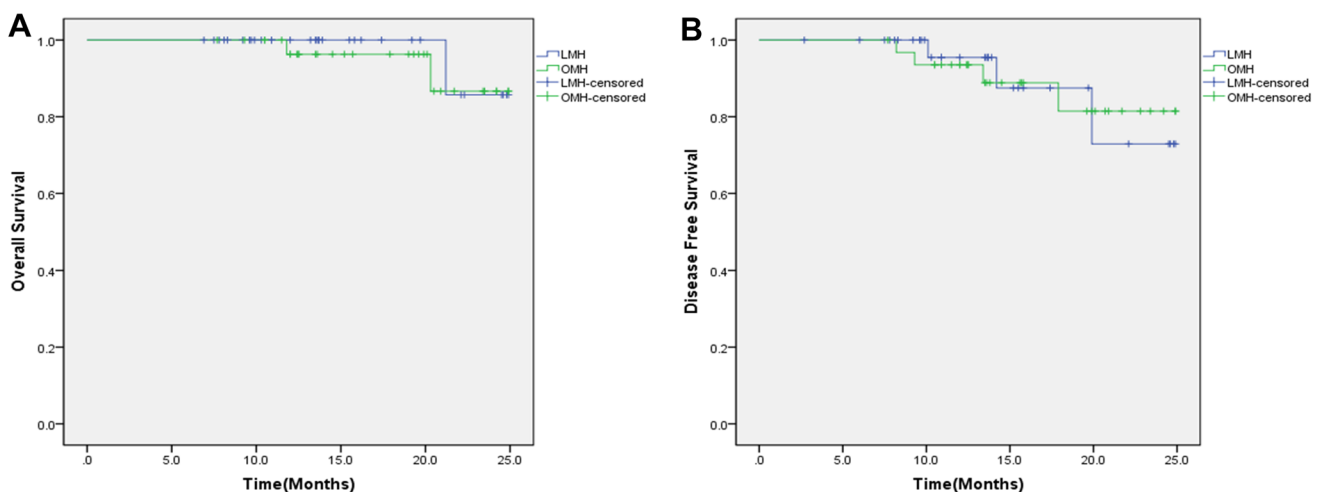 A
1.0
0.8
0.6
0.4
0.2
0.0
Overall Survival
.0 5.0 10.0 15.0 20.0 25.0
Time(Months)
LMH
OMH
LMH-censored
OMH-censored
B
1.0
0.8
0.6
0.4
0.2
0.0
Disease Free Survival
.0 5.0 10.0 15.0 20.0 25.0
Time(Months)
LMH
OMH
LMH-censored
OMH-censored